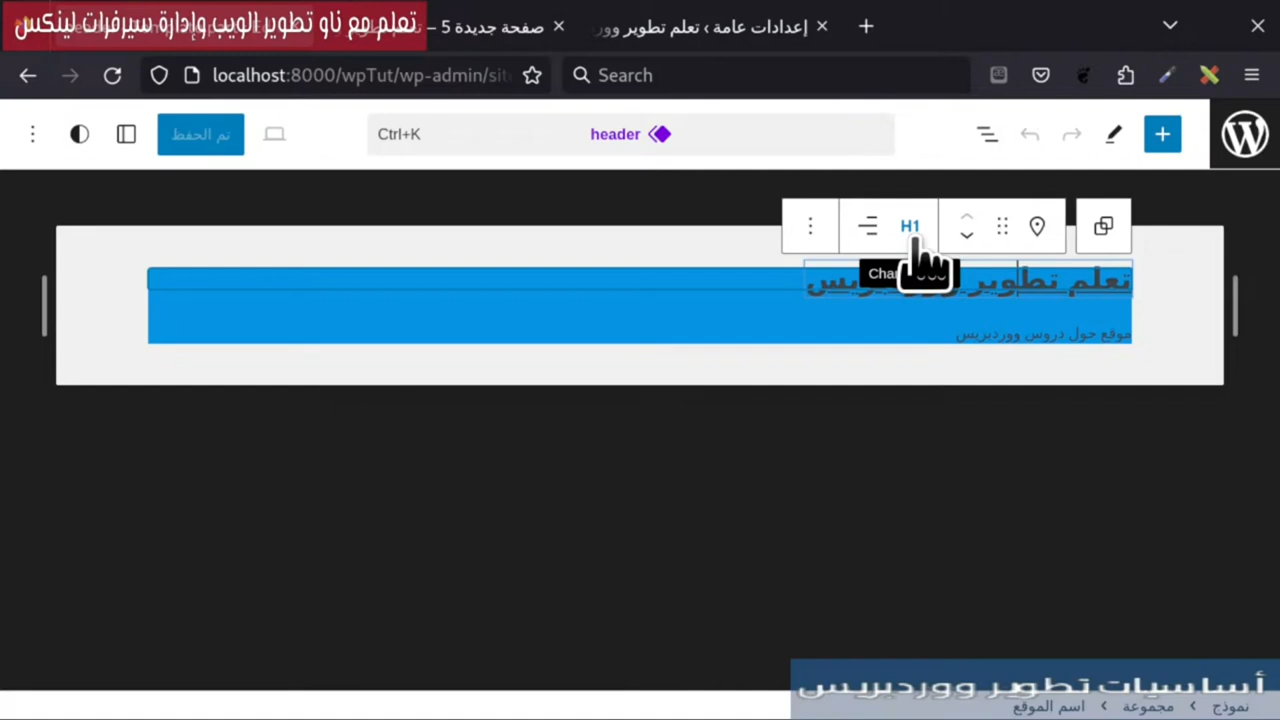 تعلم مع ناو تطوير الويب وإدارة سيرفرات لينكس
صفحة جديدة 5 –
إعدادات عامة ‹ تعلم تطوير وور
localhost:8000/wpTut/wp-admin/sit
Search
تم الحفظ
Ctrl+K
header
H1
Cha
تعلم تطوير ووردبريس
موقع حول دروس ووردبريس
أساسيات تطوير ووردبريس
نموذج › مجموعة › اسم الموقع